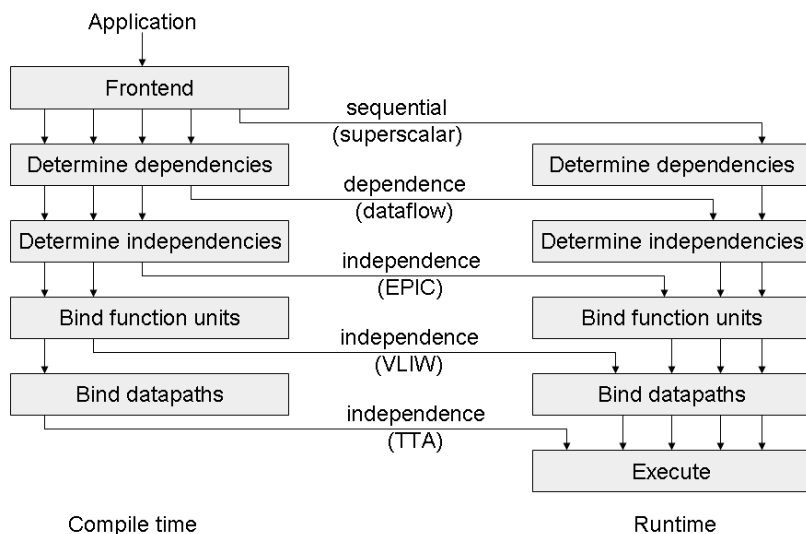 Application
Frontend
sequential
(superscalar)
Determine dependencies
Determine dependencies
dependence
(dataflow)
Determine independencies
Determine independencies
independence
(EPIC)
Bind function units
Bind function units
independence
(VLIW)
Bind datapaths
Bind datapaths
independence
(TTA)
Execute
Compile time
Runtime